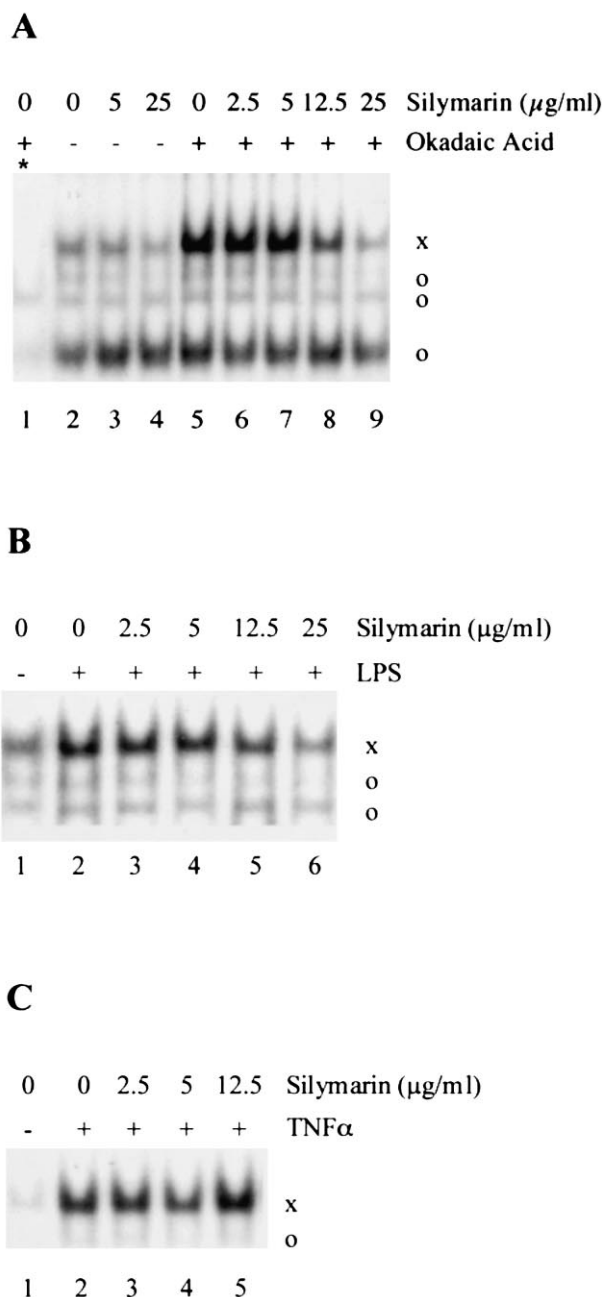 A
0 0 5 25 0 2.5 5 12.5 25 Silymarin (μg/ml)
+ - - - + + + + + Okadaic Acid
*
x
o
o
o
1 2 3 4 5 6 7 8 9
B
0 0 2.5 5 12.5 25 Silymarin (μg/ml)
- + + + + + LPS
x
o
o
1 2 3 4 5 6
C
0 0 2.5 5 12.5 Silymarin (μg/ml)
- + + + + TNFα
x
o
1 2 3 4 5